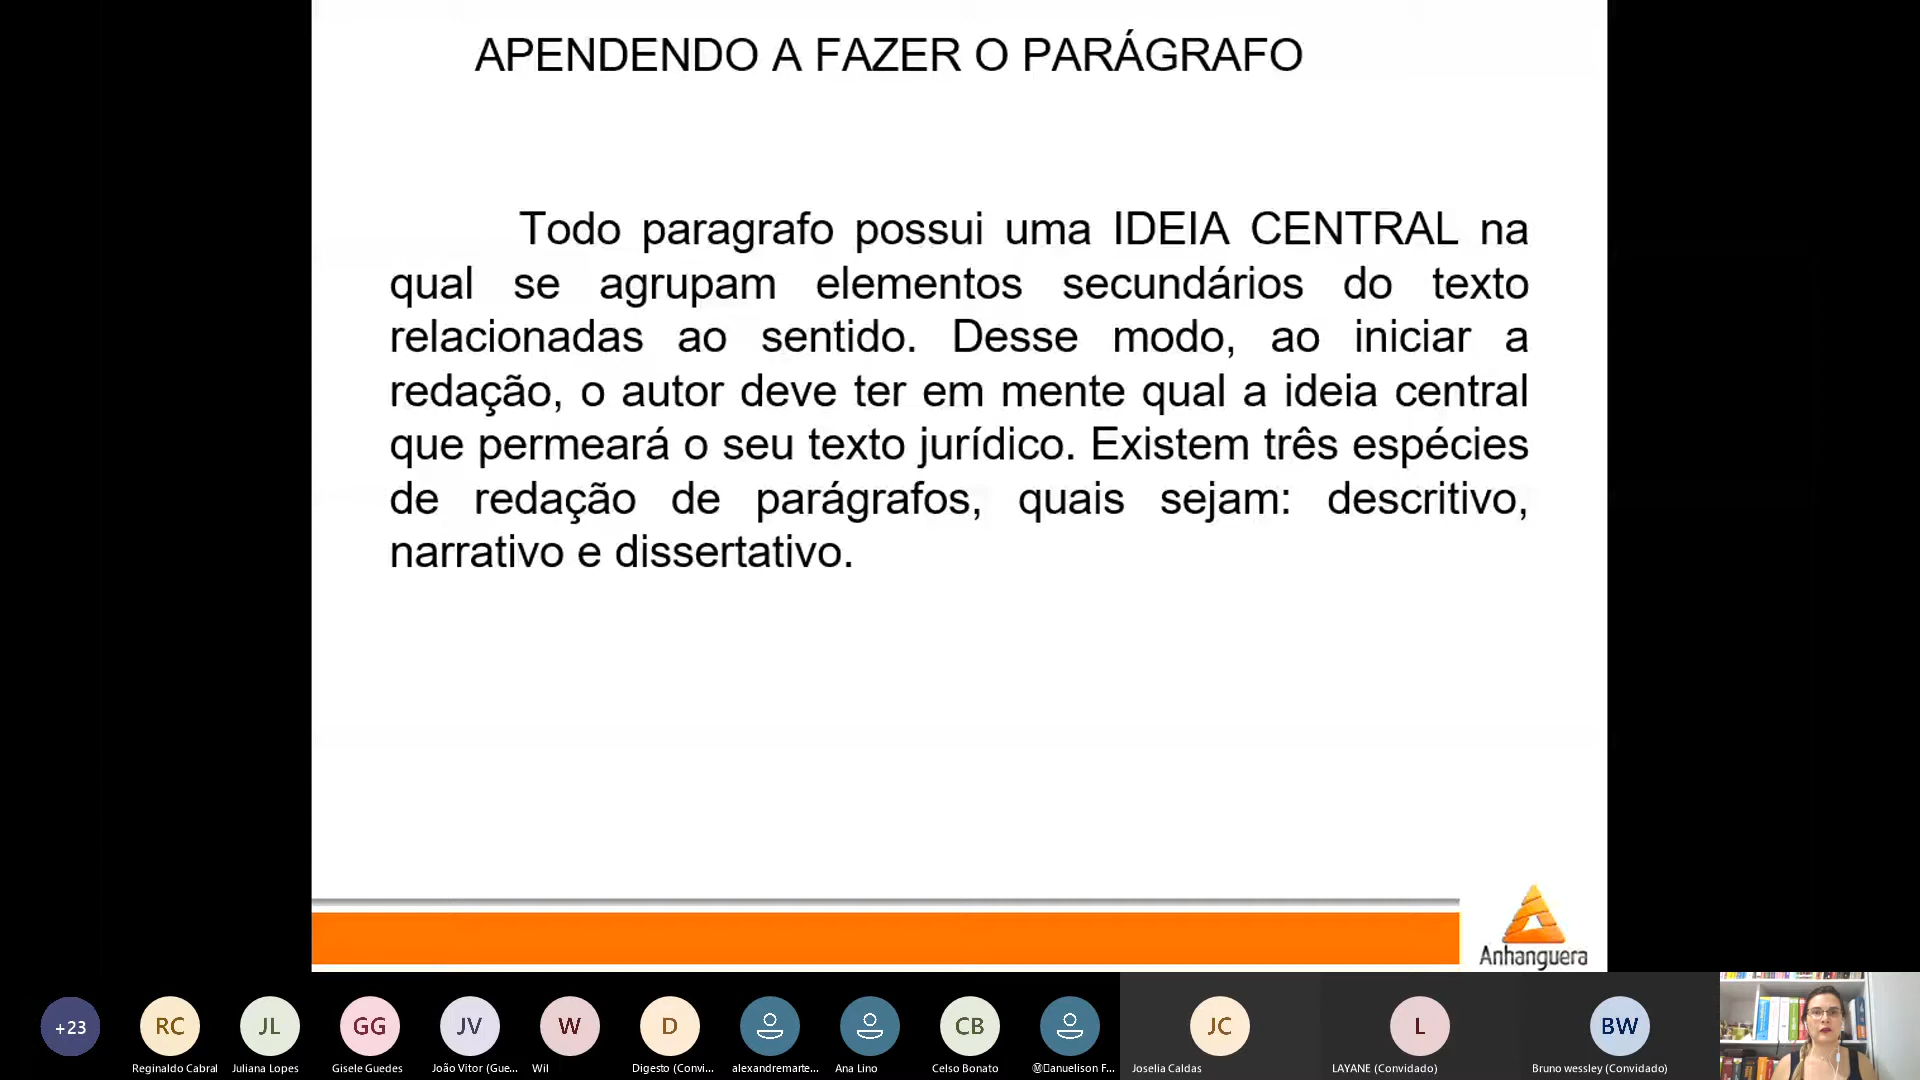 APENDENDO A FAZER O PARÁGRAFO
Todo paragrafo possui uma IDEIA CENTRAL na
qual se agrupam elementos secundários do texto
relacionadas ao sentido. Desse modo, ao iniciar a
redação, o autor deve ter em mente qual a ideia central
que permeará o seu texto jurídico. Existem três espécies
de redação de parágrafos, quais sejam: descritivo,
narrativo e dissertativo.
Anhanguera
+23 RC JL GG JV W D CB JC L BW
Reginaldo Cabral Juliana Lopes Gisele Guedes João Vitor (Gue... Wil Digesto (Convi... alexandremarte... Ana Lino Celso Bonato Ⓜanuelison F... Joselia Caldas LAYANE (Convidado) Bruno wessley (Convidado)